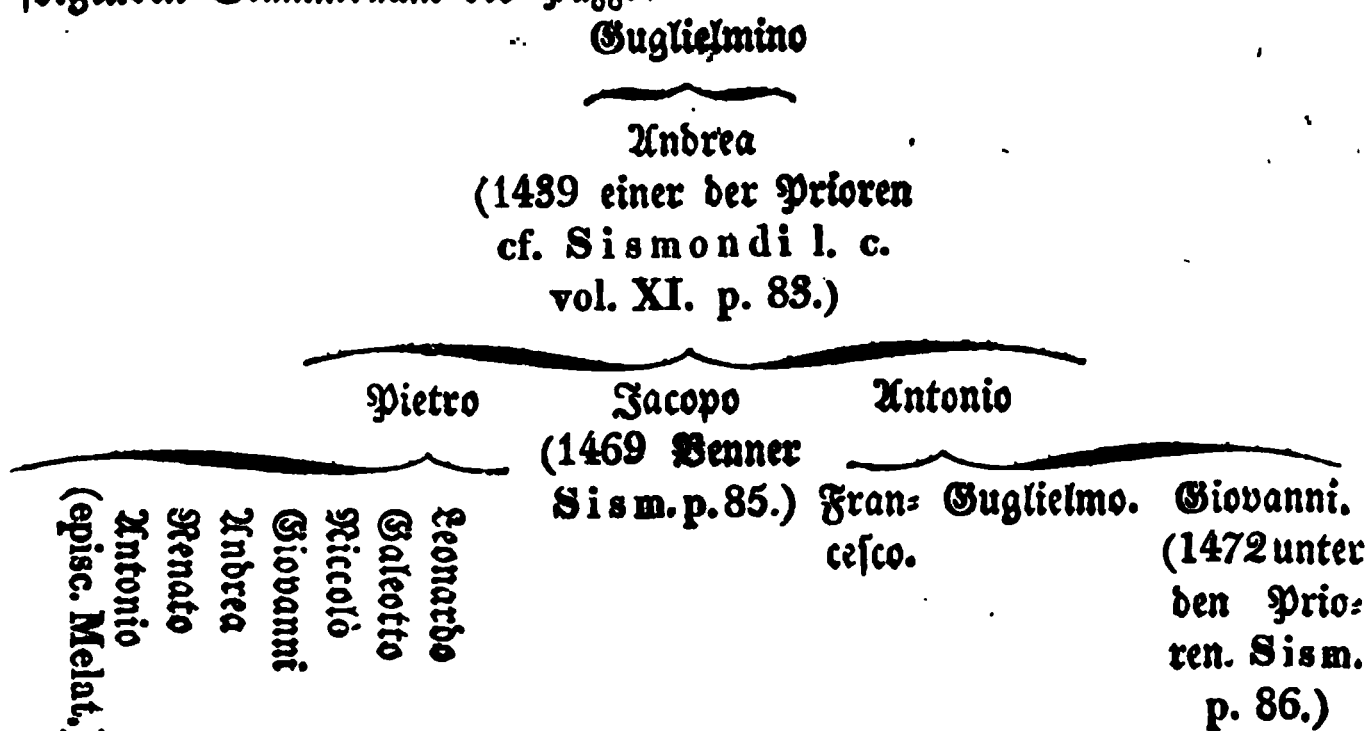 Guglielmino
Andrea
(1439 einer der Prioren
cf. Sismondi l. c.
vol. XI. p. 83.)
Pietro Jacopo Antonio
(1469 Venner
Sism. p. 85.)
Fran=
cesco.
Guglielmo.
Giovanni.
(1472 unter
den Prio=
ren. Sism.
p. 86.)
Leonardo
Galeotto
Niccolò
Giovanni
Andrea
Renato
Antonio
(episc. Melat.